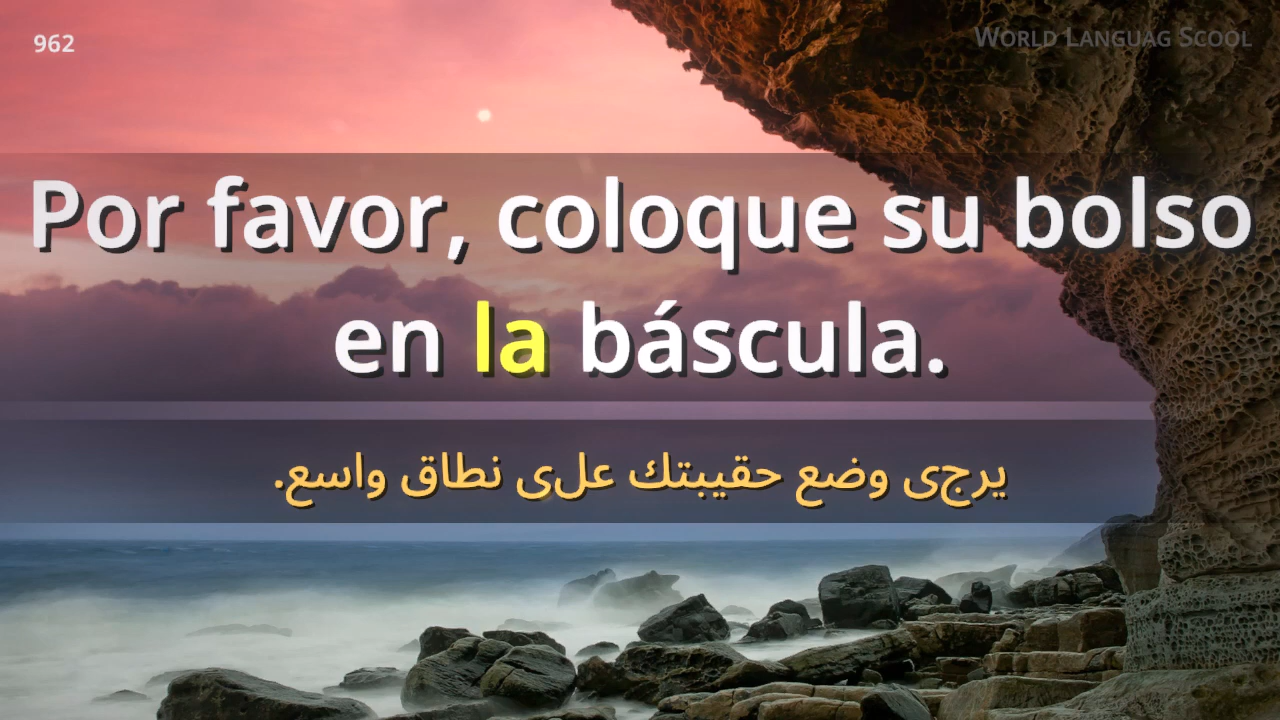 962
World Languag Scool
Por favor, coloque su bolso
en la báscula.
يرجى وضع حقيبتك على نطاق واسع.